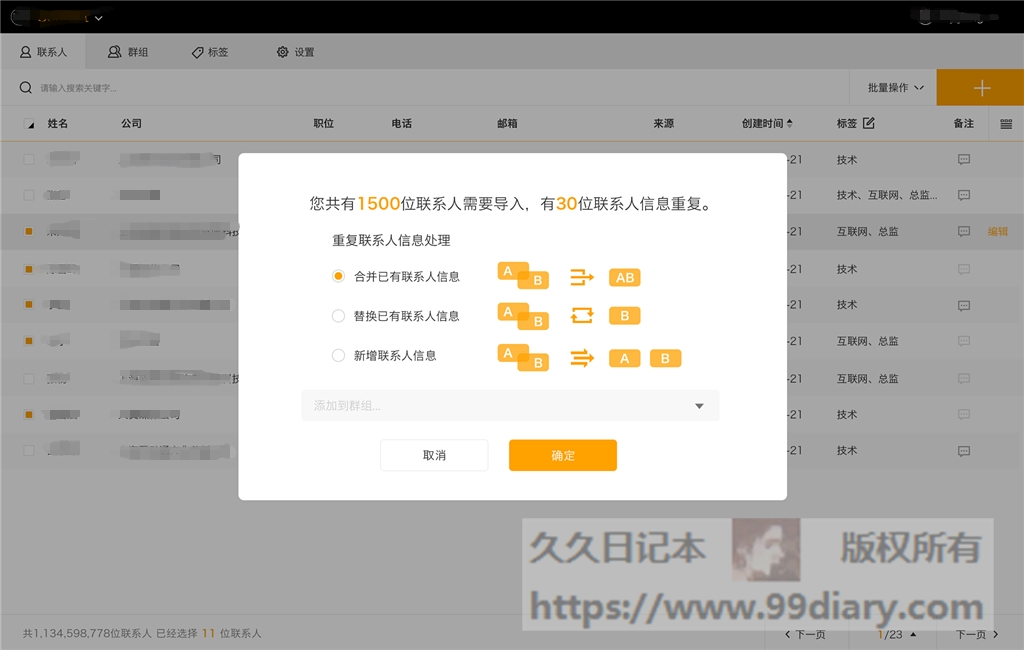 联系人 群组 标签 设置
请输入搜索关键字... 批量操作
姓名 公司 职位 电话 邮箱 来源 创建时间 标签 备注
司 -21 技术
-21 技术、互联网、总监...
-21 互联网、总监 编辑
-21 技术
-21 技术
-21 互联网、总监
-21 互联网、总监
-21 技术
-21 技术
您共有1500位联系人需要导入，有30位联系人信息重复。
重复联系人信息处理
合并已有联系人信息 A B AB
替换已有联系人信息 A B B
新增联系人信息 A B A B
添加到群组...
取消 确定
久久日记本 版权所有
https://www.99diary.com
共1,134,598,778位联系人 已经选择 11 位联系人 下一页 1/23 下一页